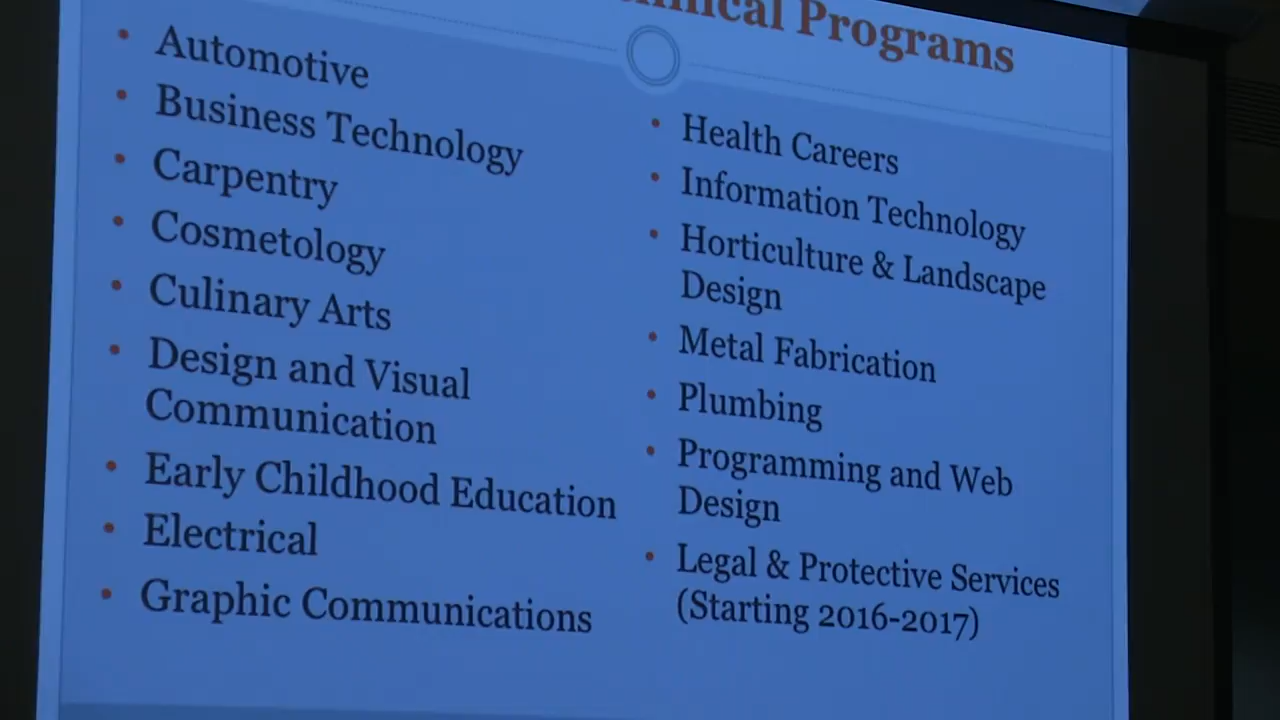 Programs
• Automotive
• Business Technology
• Carpentry
• Cosmetology
• Culinary Arts
• Design and Visual
Communication
• Early Childhood Education
• Electrical
• Graphic Communications
• Health Careers
• Information Technology
• Horticulture & Landscape
Design
• Metal Fabrication
• Plumbing
• Programming and Web
Design
• Legal & Protective Services
(Starting 2016-2017)